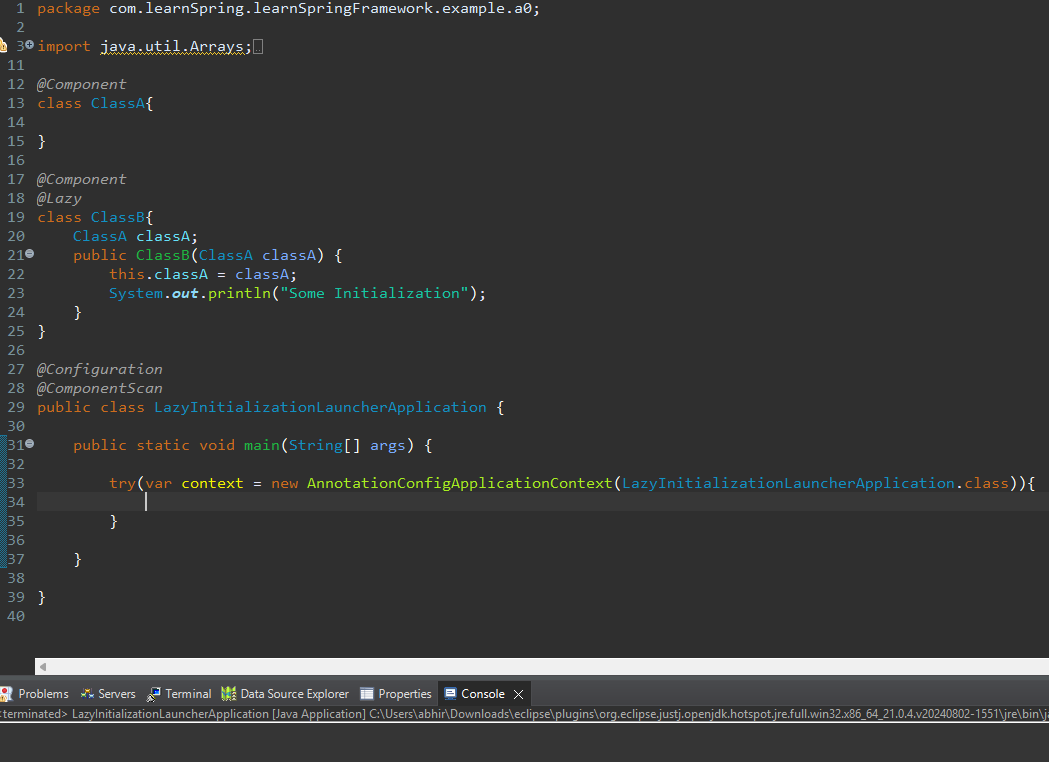 1 package com.learnSpring.learnSpringFramework.example.a0;
2
3 import java.util.Arrays;
11
12 @Component
13 class ClassA{
14
15 }
16
17 @Component
18 @Lazy
19 class ClassB{
20 ClassA classA;
21 public ClassB(ClassA classA) {
22 this.classA = classA;
23 System.out.println("Some Initialization");
24 }
25 }
26
27 @Configuration
28 @ComponentScan
29 public class LazyInitializationLauncherApplication {
30
31 public static void main(String[] args) {
32
33 try(var context = new AnnotationConfigApplicationContext(LazyInitializationLauncherApplication.class)){
34
35 }
36
37 }
38
39 }
40
Problems Servers Terminal Data Source Explorer Properties Console
<terminated> LazyInitializationLauncherApplication [Java Application] C:\Users\abhir\Downloads\eclipse\plugins\org.eclipse.justj.openjdk.hotspot.jre.full.win32.x86_64_21.0.4.v20240802-1551\jre\bin\j